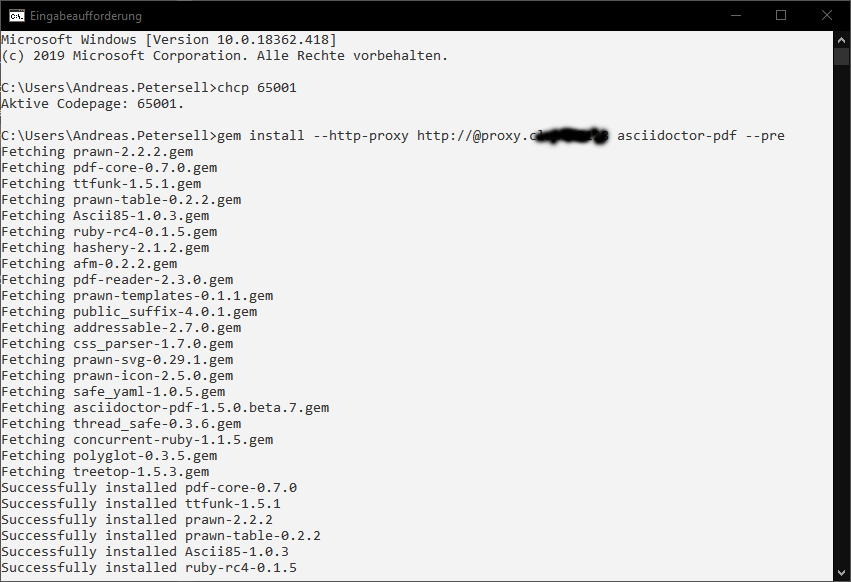 Eingabeaufforderung
Microsoft Windows [Version 10.0.18362.418]
(c) 2019 Microsoft Corporation. Alle Rechte vorbehalten.
C:\Users\Andreas.Petersell>chcp 65001
Aktive Codepage: 65001.
C:\Users\Andreas.Petersell>gem install --http-proxy http://@proxy. asciidoctor-pdf --pre
Fetching prawn-2.2.2.gem
Fetching pdf-core-0.7.0.gem
Fetching ttfunk-1.5.1.gem
Fetching prawn-table-0.2.2.gem
Fetching Ascii85-1.0.3.gem
Fetching ruby-rc4-0.1.5.gem
Fetching hashery-2.1.2.gem
Fetching afm-0.2.2.gem
Fetching pdf-reader-2.3.0.gem
Fetching prawn-templates-0.1.1.gem
Fetching public_suffix-4.0.1.gem
Fetching addressable-2.7.0.gem
Fetching css_parser-1.7.0.gem
Fetching prawn-svg-0.29.1.gem
Fetching prawn-icon-2.5.0.gem
Fetching safe_yaml-1.0.5.gem
Fetching asciidoctor-pdf-1.5.0.beta.7.gem
Fetching thread_safe-0.3.6.gem
Fetching concurrent-ruby-1.1.5.gem
Fetching polyglot-0.3.5.gem
Fetching treetop-1.5.3.gem
Successfully installed pdf-core-0.7.0
Successfully installed ttfunk-1.5.1
Successfully installed prawn-2.2.2
Successfully installed prawn-table-0.2.2
Successfully installed Ascii85-1.0.3
Successfully installed ruby-rc4-0.1.5